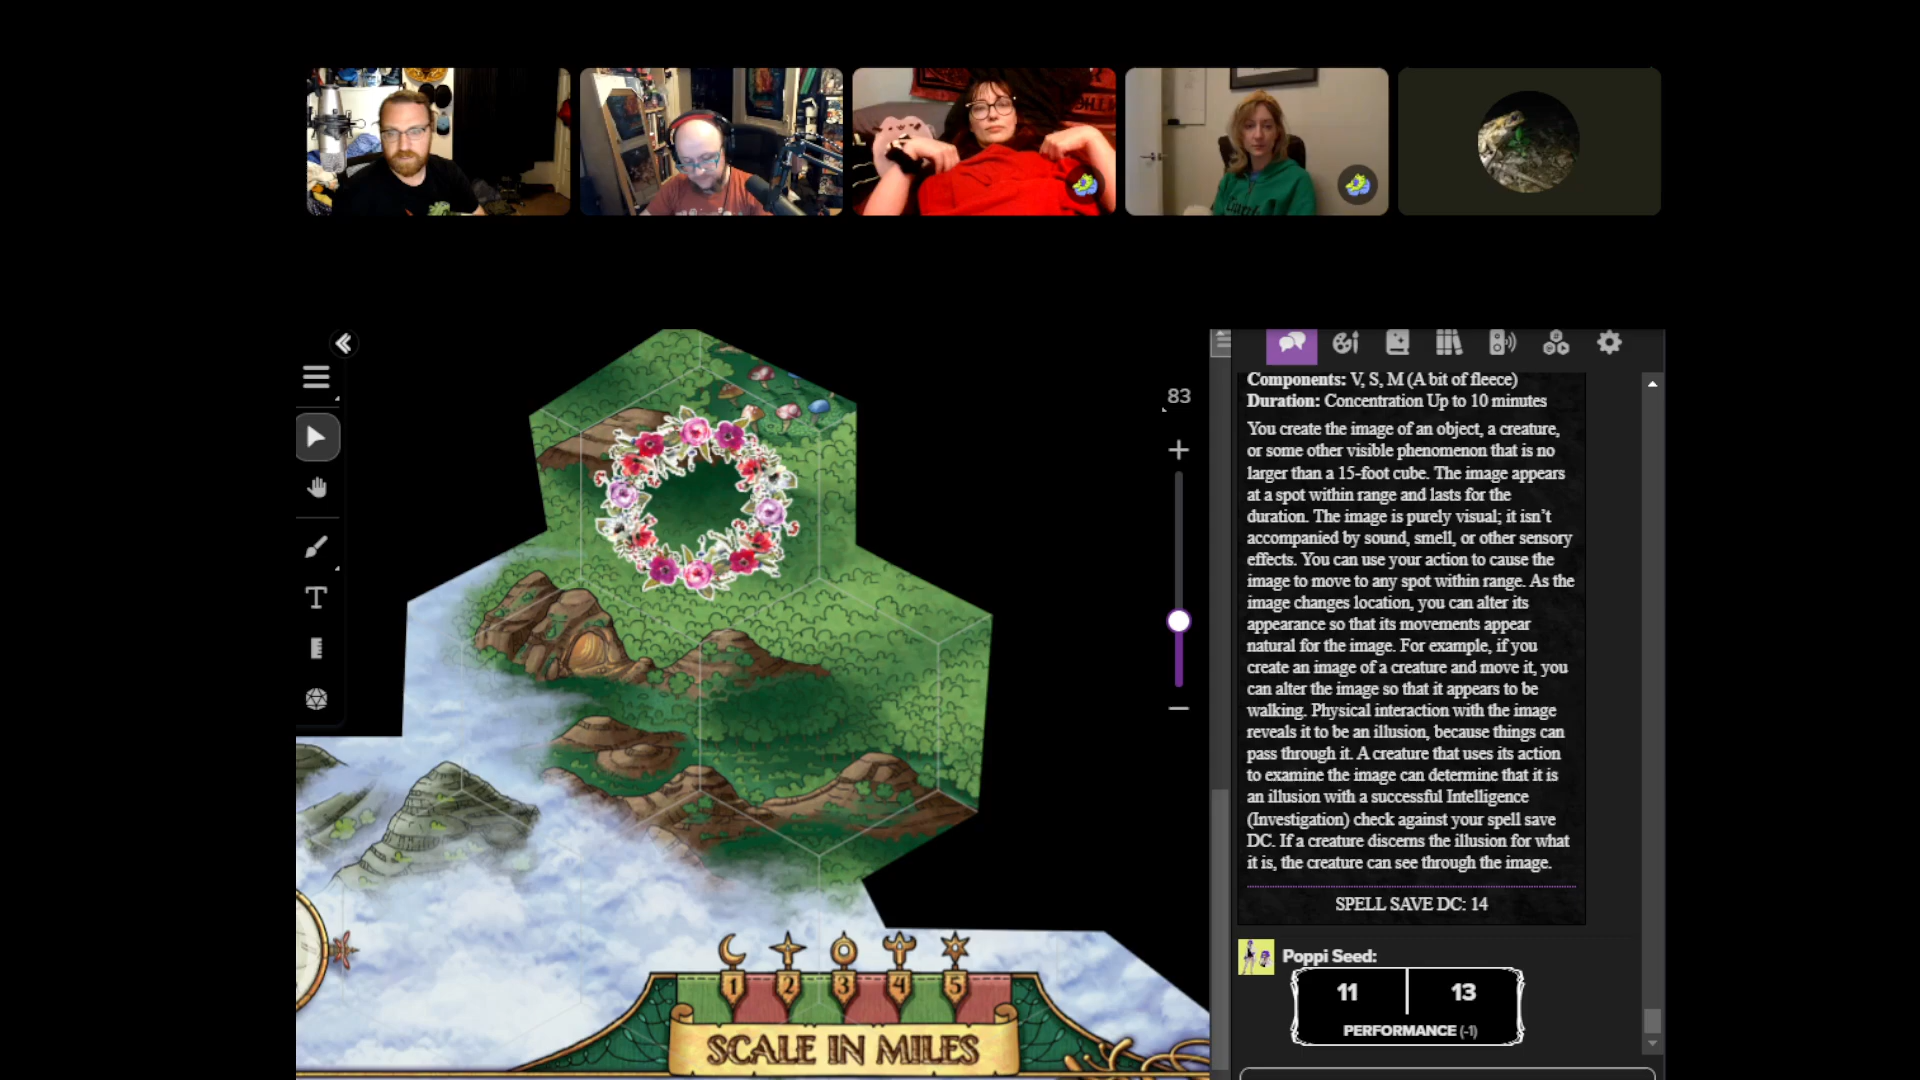 83
Components: V, S, M (A bit of fleece)
Duration: Concentration Up to 10 minutes
You create the image of an object, a creature,
or some other visible phenomenon that is no
larger than a 15-foot cube. The image appears
at a spot within range and lasts for the
duration. The image is purely visual; it isn't
accompanied by sound, smell, or other sensory
effects. You can use your action to cause the
image to move to any spot within range. As the
image changes location, you can alter its
appearance so that its movements appear
natural for the image. For example, if you
create an image of a creature and move it, you
can alter the image so that it appears to be
walking. Physical interaction with the image
reveals it to be an illusion, because things can
pass through it. A creature that uses its action
to examine the image can determine that it is
an illusion with a successful Intelligence
(Investigation) check against your spell save
DC. If a creature discerns the illusion for what
it is, the creature can see through the image.
SPELL SAVE DC: 14
Poppi Seed:
11 13
PERFORMANCE (-1)
1 2 3 4 5
SCALE IN MILES